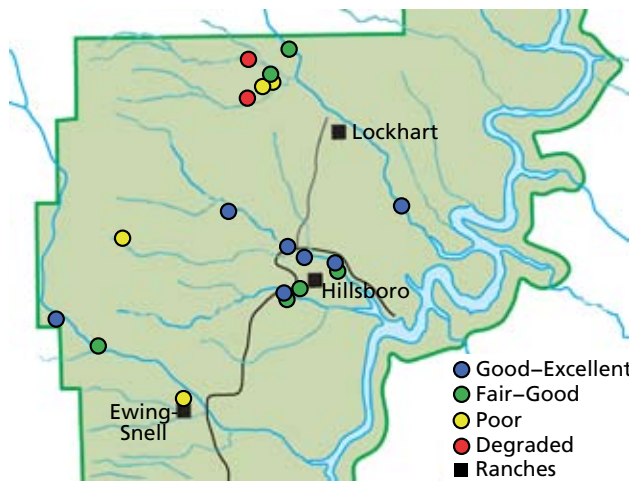 Lockhart
Hillsboro
Ewing-
Snell
Good–Excellent
Fair–Good
Poor
Degraded
Ranches